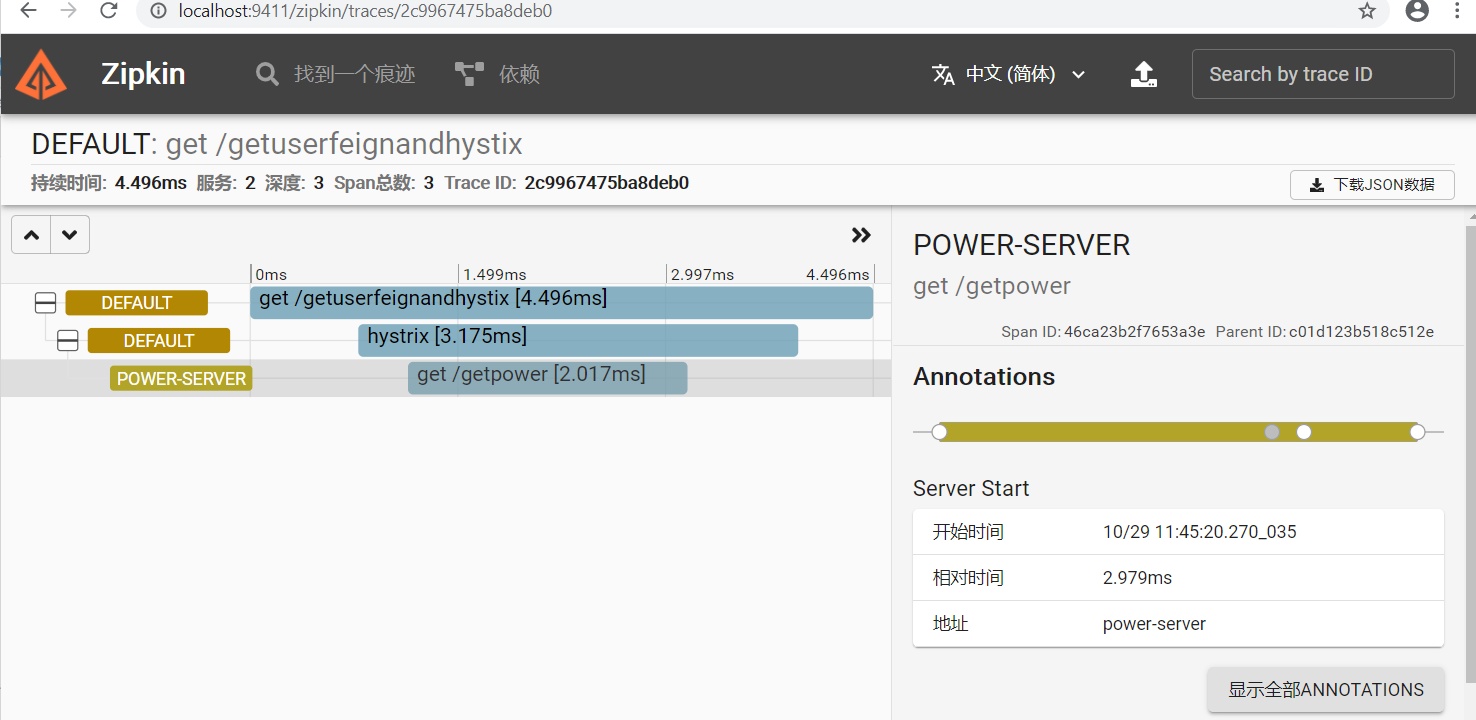 localhost:9411/zipkin/traces/2c9967475ba8deb0
Zipkin 找到一个痕迹 依赖 中文 (简体) Search by trace ID
DEFAULT: get /getuserfeignandhystix
持续时间: 4.496ms 服务: 2 深度: 3 Span总数: 3 Trace ID: 2c9967475ba8deb0
下载JSON数据
0ms 1.499ms 2.997ms 4.496ms
DEFAULT get /getuserfeignandhystix [4.496ms]
DEFAULT hystrix [3.175ms]
POWER-SERVER get /getpower [2.017ms]
POWER-SERVER
get /getpower
Span ID: 46ca23b2f7653a3e Parent ID: c01d123b518c512e
Annotations
Server Start
开始时间 10/29 11:45:20.270_035
相对时间 2.979ms
地址 power-server
显示全部ANNOTATIONS